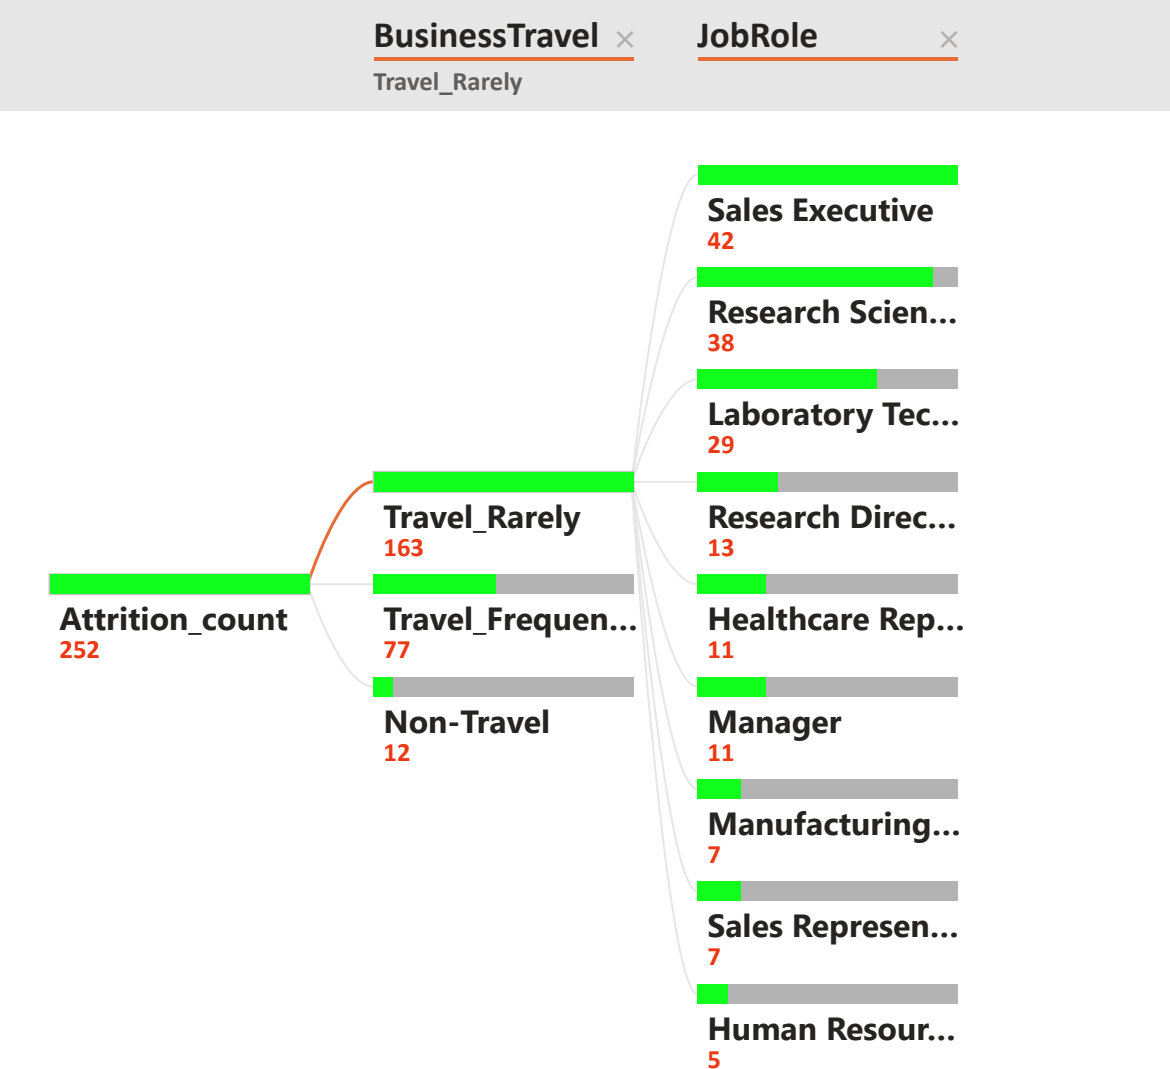 BusinessTravel
JobRole
Travel_Rarely
Attrition_count
252
Travel_Rarely
163
Travel_Frequen...
77
Non-Travel
12
Sales Executive
42
Research Scien...
38
Laboratory Tec...
29
Research Direc...
13
Healthcare Rep...
11
Manager
11
Manufacturing...
7
Sales Represen...
7
Human Resour...
5